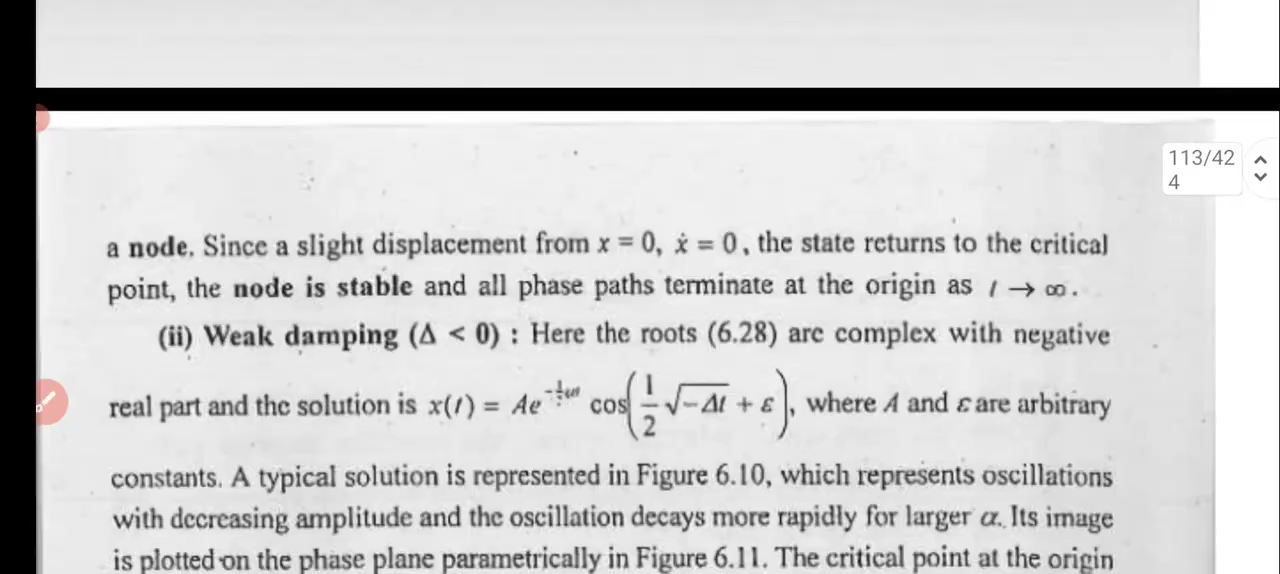 113/42
4
a node. Since a slight displacement from x = 0, ẋ = 0, the state returns to the critical
point, the node is stable and all phase paths terminate at the origin as t → ∞.
(ii) Weak damping (Δ < 0) : Here the roots (6.28) are complex with negative
real part and the solution is x(t) = Ae cos(1/2 √-Δt + ε), where A and ε are arbitrary
constants. A typical solution is represented in Figure 6.10, which represents oscillations
with decreasing amplitude and the oscillation decays more rapidly for larger α. Its image
is plotted on the phase plane parametrically in Figure 6.11. The critical point at the origin